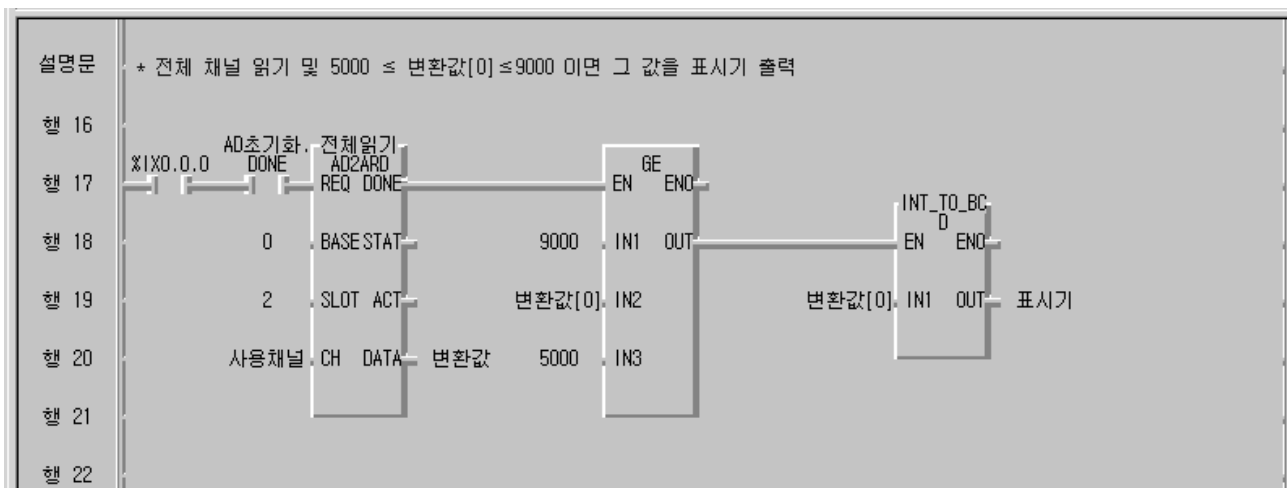 설명문 * 전체 채널 읽기 및 5000 ≤ 변환값[0]≤9000 이면 그 값을 표시기 출력
행 16
AD초기화. 전체읽기
%IX0.0.0 DONE AD2ARD GE
행 17 REQ DONE EN ENO
INT_TO_BC
D
행 18 0 BASE STAT 9000 IN1 OUT EN ENO
행 19 2 SLOT ACT 변환값[0] IN2 변환값[0] IN1 OUT 표시기
행 20 사용채널 CH DATA 변환값 5000 IN3
행 21
행 22